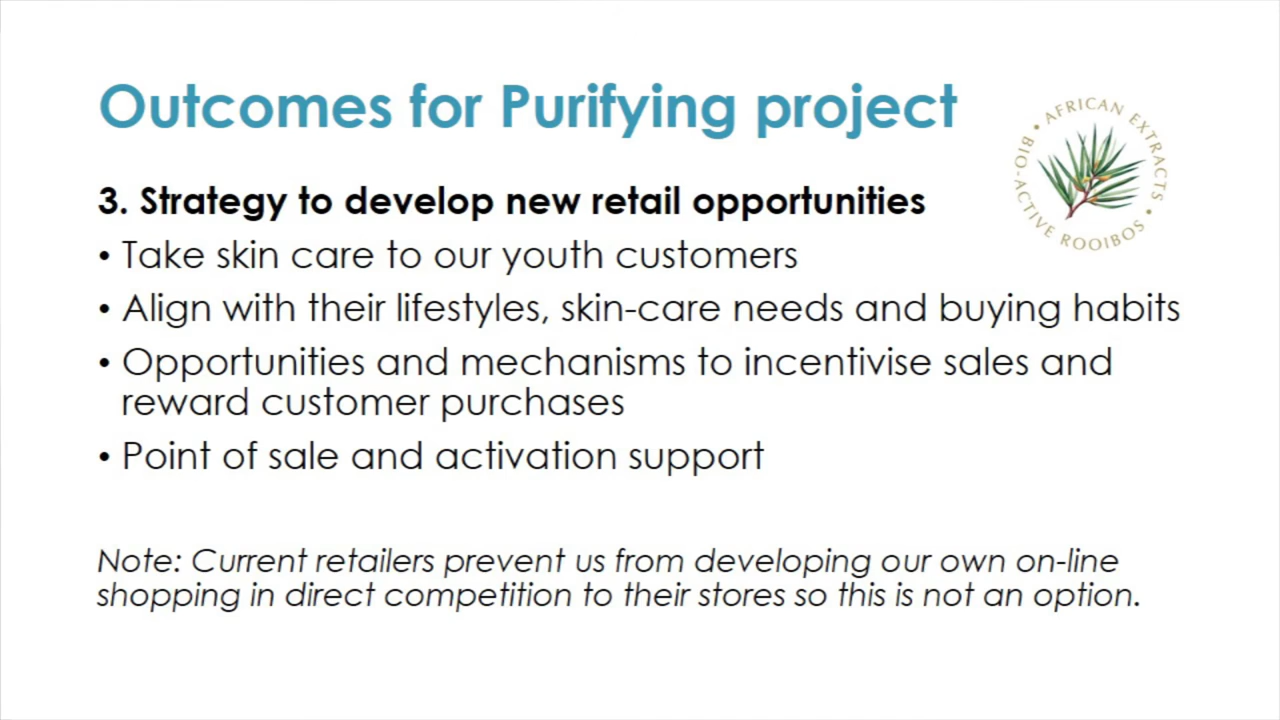 Outcomes for Purifying project
AFRICAN EXTRACTS • BIO-ACTIVE ROOIBOS •
3. Strategy to develop new retail opportunities
• Take skin care to our youth customers
• Align with their lifestyles, skin-care needs and buying habits
• Opportunities and mechanisms to incentivise sales and
reward customer purchases
• Point of sale and activation support
Note: Current retailers prevent us from developing our own on-line
shopping in direct competition to their stores so this is not an option.